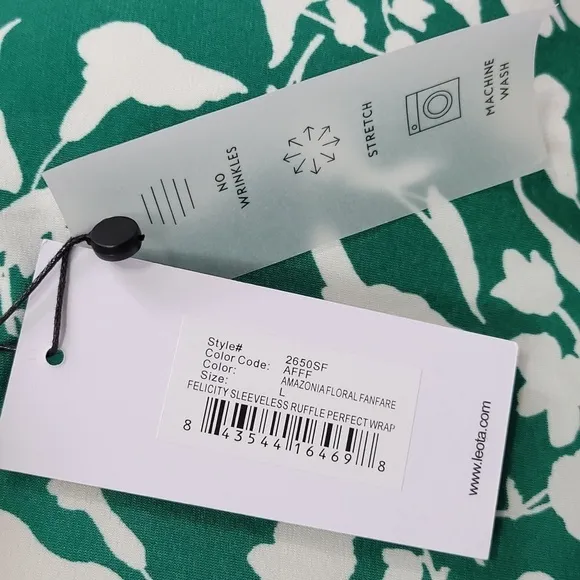 NO
WRINKLES
STRETCH
MACHINE
WASH
Style# 2650SF
Color Code: AFFF
Color: AMAZONIA FLORAL FANFARE
Size: L
FELICITY SLEEVELESS RUFFLE PERFECT WRAP
8 43544 16469 8
www.leota.com